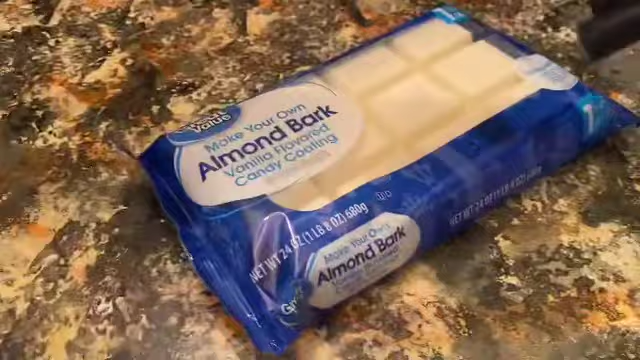 Value
Make Your Own
Almond Bark
Vanilla Flavored
Candy Coating
NET WT 24 OZ (1 LB 8 OZ) 680g
Make Your Own
Almond Bark
NET WT 24 OZ (1 LB 8 OZ) 680g